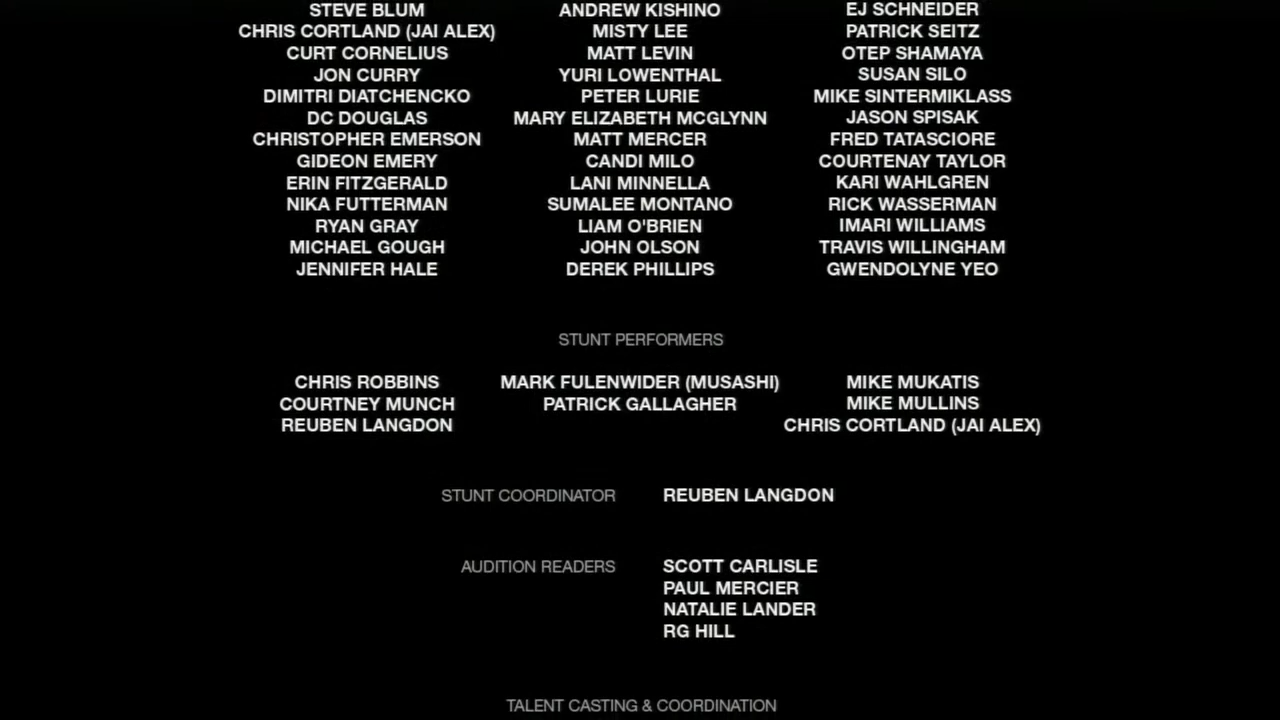 STEVE BLUM ANDREW KISHINO EJ SCHNEIDER
CHRIS CORTLAND (JAI ALEX) MISTY LEE PATRICK SEITZ
CURT CORNELIUS MATT LEVIN OTEP SHAMAYA
JON CURRY YURI LOWENTHAL SUSAN SILO
DIMITRI DIATCHENCKO PETER LURIE MIKE SINTERMIKLASS
DC DOUGLAS MARY ELIZABETH MCGLYNN JASON SPISAK
CHRISTOPHER EMERSON MATT MERCER FRED TATASCIORE
GIDEON EMERY CANDI MILO COURTENAY TAYLOR
ERIN FITZGERALD LANI MINNELLA KARI WAHLGREN
NIKA FUTTERMAN SUMALEE MONTANO RICK WASSERMAN
RYAN GRAY LIAM O'BRIEN IMARI WILLIAMS
MICHAEL GOUGH JOHN OLSON TRAVIS WILLINGHAM
JENNIFER HALE DEREK PHILLIPS GWENDOLYNE YEO
STUNT PERFORMERS
CHRIS ROBBINS MARK FULENWIDER (MUSASHI) MIKE MUKATIS
COURTNEY MUNCH PATRICK GALLAGHER MIKE MULLINS
REUBEN LANGDON CHRIS CORTLAND (JAI ALEX)
STUNT COORDINATOR REUBEN LANGDON
AUDITION READERS SCOTT CARLISLE
PAUL MERCIER
NATALIE LANDER
RG HILL
TALENT CASTING & COORDINATION